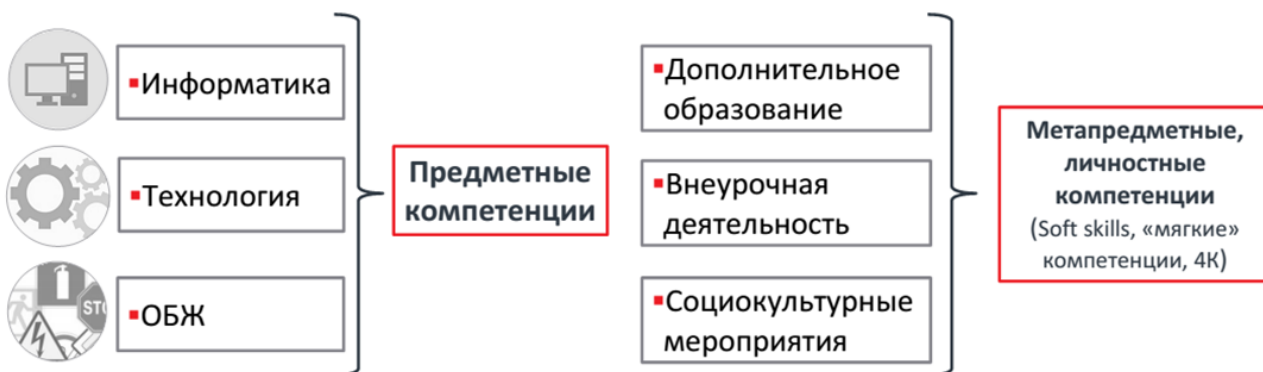 ▪Информатика
▪Технология
▪ОБЖ
STO
Предметные
компетенции
▪Дополнительное
образование
▪Внеурочная
деятельность
▪Социокультурные
мероприятия
Метапредметные,
личностные
компетенции
(Soft skills, «мягкие»
компетенции, 4К)